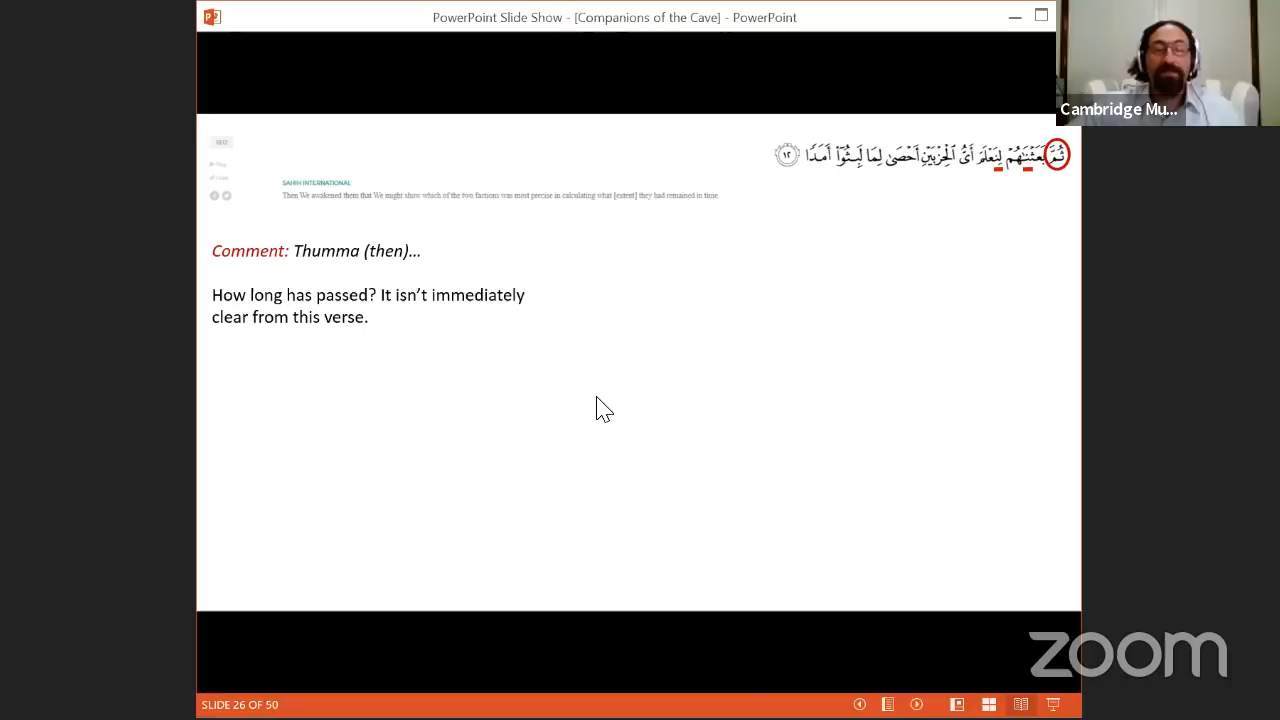 PowerPoint Slide Show - [Companions of the Cave] - PowerPoint
Cambridge Mu...
ثُمَّ بَعَثْنَـٰهُمْ لِنَعْلَمَ أَىُّ ٱلْحِزْبَيْنِ أَحْصَىٰ لِمَا لَبِثُوٓا۟ أَمَدًا ١٢
SAHIH INTERNATIONAL
Then We awakened them that We might show which of the two factions was most precise in calculating what [extent] they had remained in time.
Comment: Thumma (then)...
How long has passed? It isn't immediately
clear from this verse.
zoom
SLIDE 26 OF 50